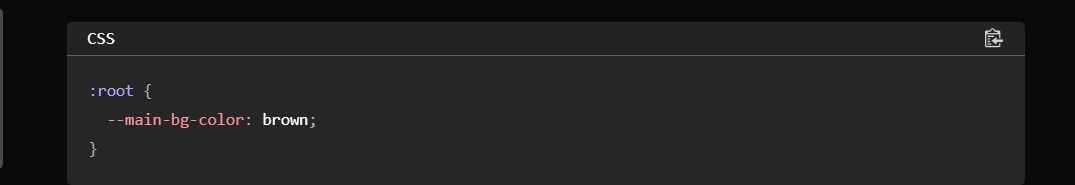 CSS
:root {
  --main-bg-color: brown;
}